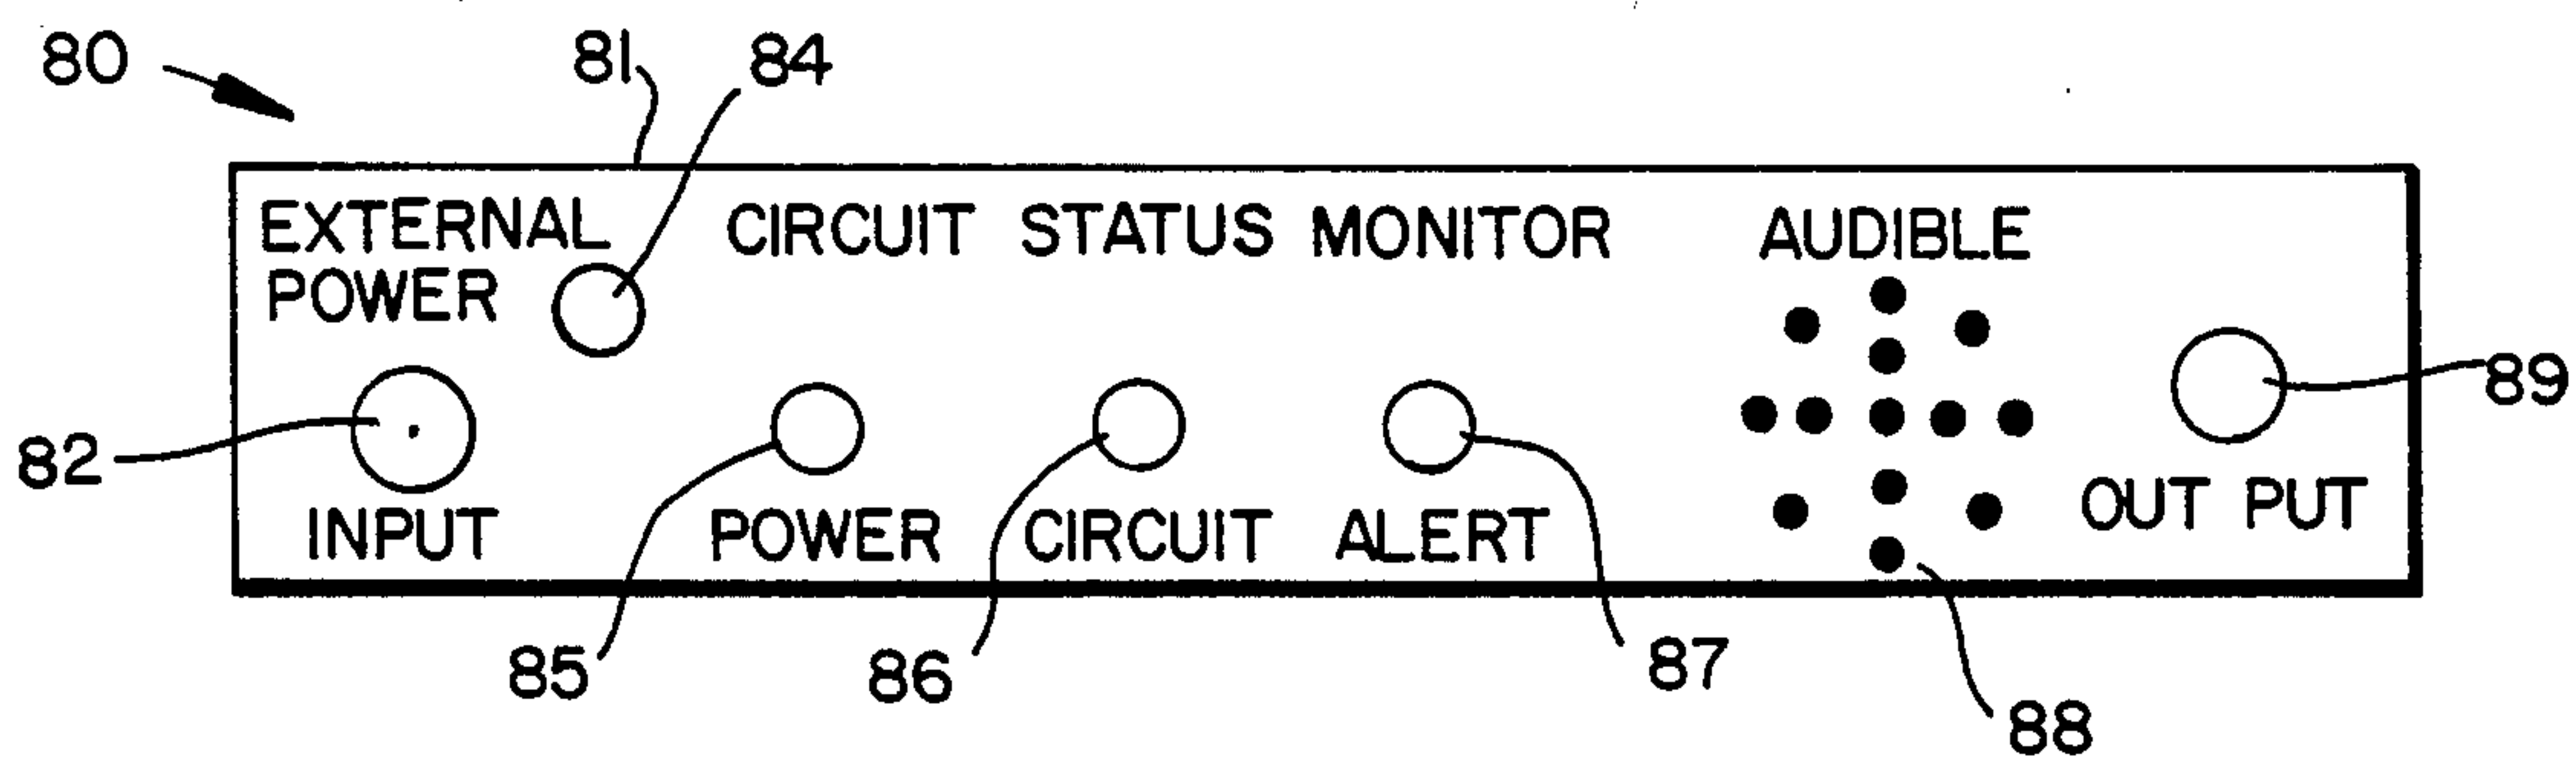 80
81
84
EXTERNAL POWER
CIRCUIT STATUS MONITOR
AUDIBLE
82
89
INPUT
POWER
CIRCUIT
ALERT
OUT PUT
85
86
87
88